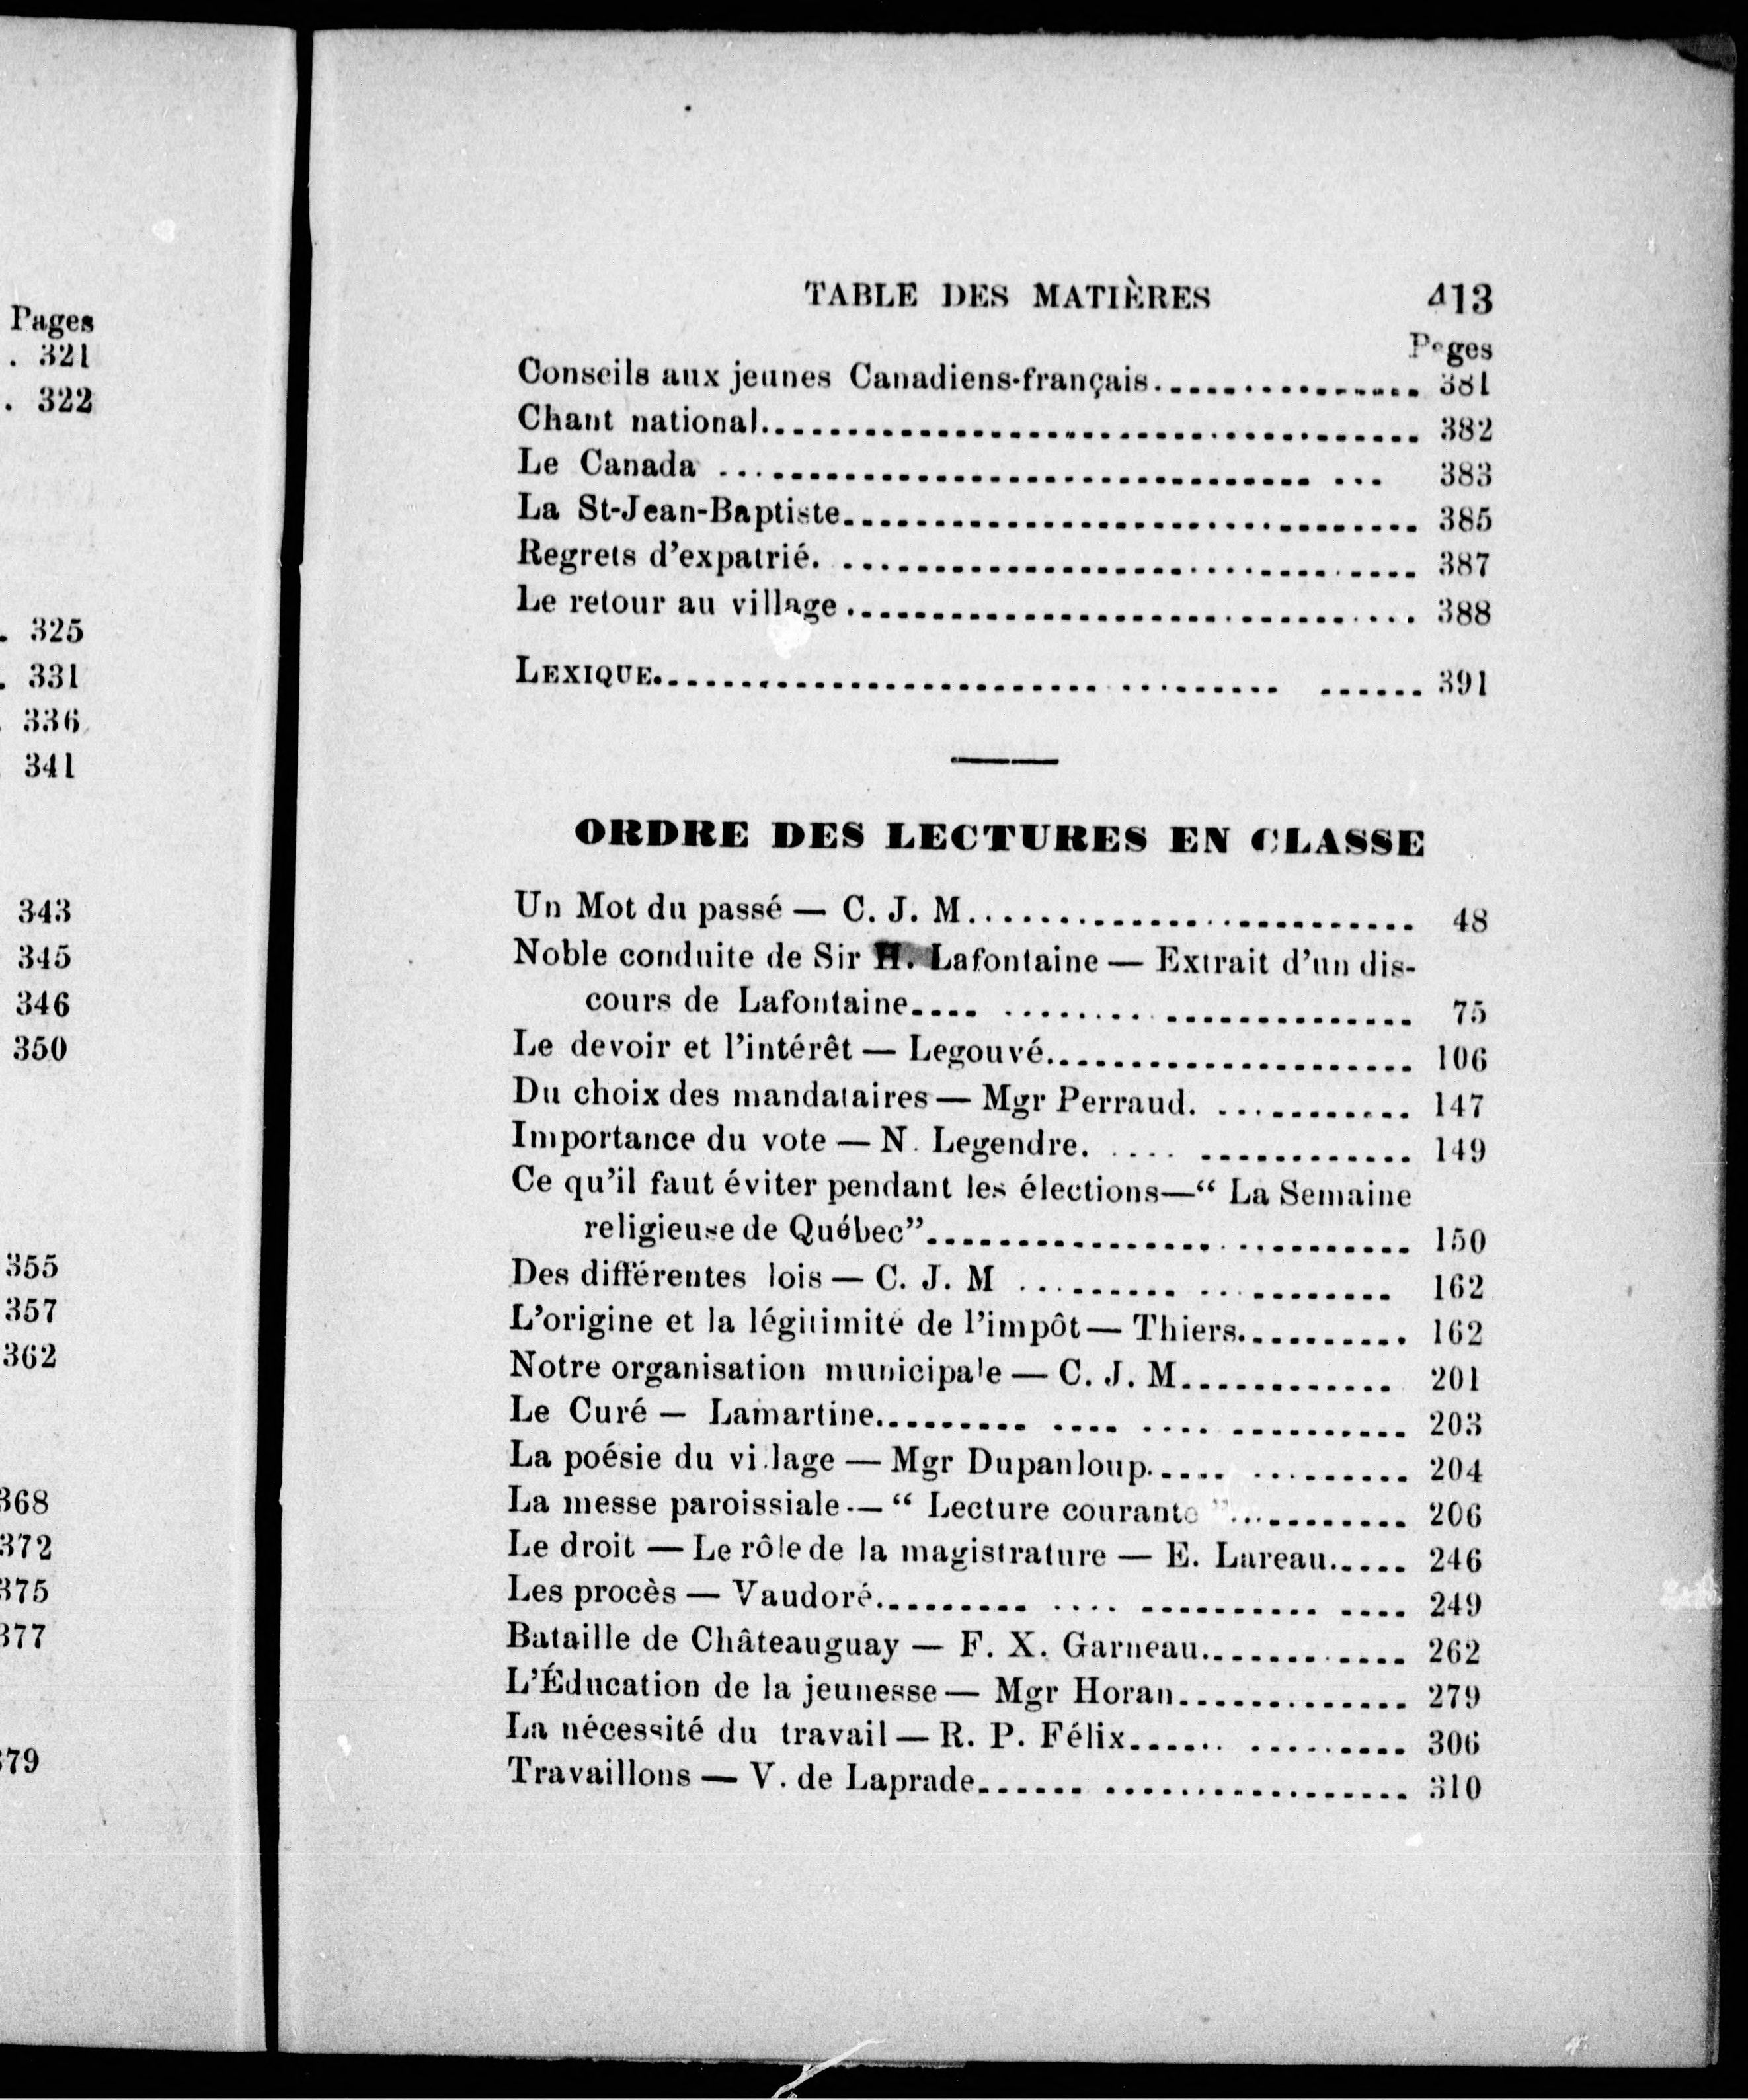 Pages
. 321
. 322
. 325
. 331
. 336
. 341
343
345
346
350
355
357
362
368
372
375
377
379
TABLE DES MATIÈRES 413
Pages
Conseils aux jeunes Canadiens-français................ 381
Chant national........................................ 382
Le Canada ........................................ 383
La St-Jean-Baptiste................................... 385
Regrets d'expatrié. ................................... 387
Le retour au village................................... 388
LEXIQUE.......................................... 391
ORDRE DES LECTURES EN CLASSE
Un Mot du passé — C. J. M........................... 48
Noble conduite de Sir H. Lafontaine — Extrait d'un dis-
cours de Lafontaine.... .......................... 75
Le devoir et l'intérêt — Legouvé...................... 106
Du choix des mandataires — Mgr Perraud. ........... 147
Importance du vote — N. Legendre. .... ............ 149
Ce qu'il faut éviter pendant les élections—“ La Semaine
religieuse de Québec”............................. 150
Des différentes lois — C. J. M ..................... 162
L'origine et la légitimité de l'impôt — Thiers.......... 162
Notre organisation municipale — C. J. M............. 201
Le Curé — Lamartine......... .... .... .......... 203
La poésie du village — Mgr Dupanloup..... ......... 204
La messe paroissiale — “ Lecture courante ”........... 206
Le droit — Le rôle de la magistrature — E. Lareau..... 246
Les procès — Vaudoré......... .... .......... .... 249
Bataille de Châteauguay — F. X. Garneau............ 262
L'Éducation de la jeunesse — Mgr Horan............. 279
La nécessité du travail — R. P. Félix...... ......... 306
Travaillons — V. de Laprade...... ................. 310